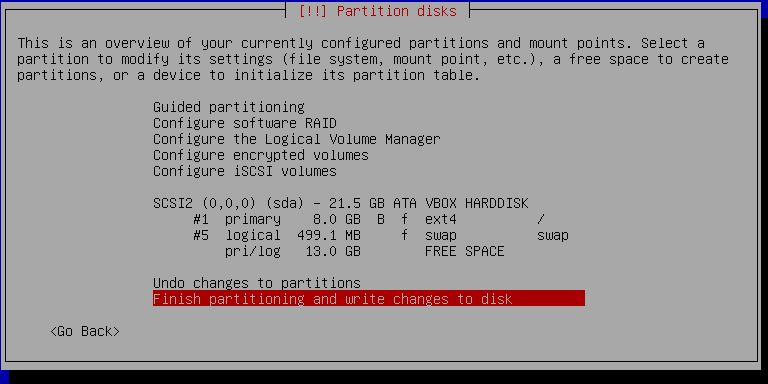 [!!] Partition disks
This is an overview of your currently configured partitions and mount points. Select a
partition to modify its settings (file system, mount point, etc.), a free space to create
partitions, or a device to initialize its partition table.
Guided partitioning
Configure software RAID
Configure the Logical Volume Manager
Configure encrypted volumes
Configure iSCSI volumes
SCSI2 (0,0,0) (sda) - 21.5 GB ATA VBOX HARDDISK
#1 primary 8.0 GB B f ext4 /
#5 logical 499.1 MB f swap swap
pri/log 13.0 GB FREE SPACE
Undo changes to partitions
Finish partitioning and write changes to disk
<Go Back>